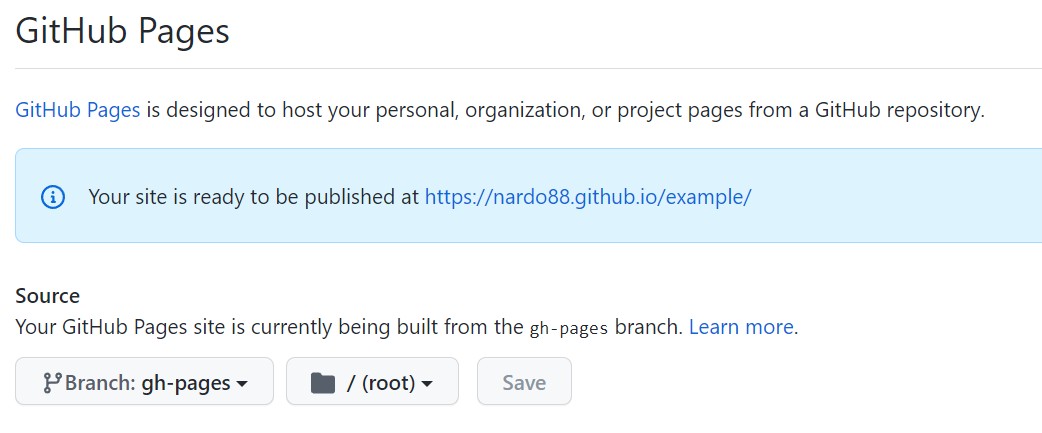 GitHub Pages
GitHub Pages is designed to host your personal, organization, or project pages from a GitHub repository.
Your site is ready to be published at https://nardo88.github.io/example/
Source
Your GitHub Pages site is currently being built from the gh-pages branch. Learn more.
Branch: gh-pages / (root) Save